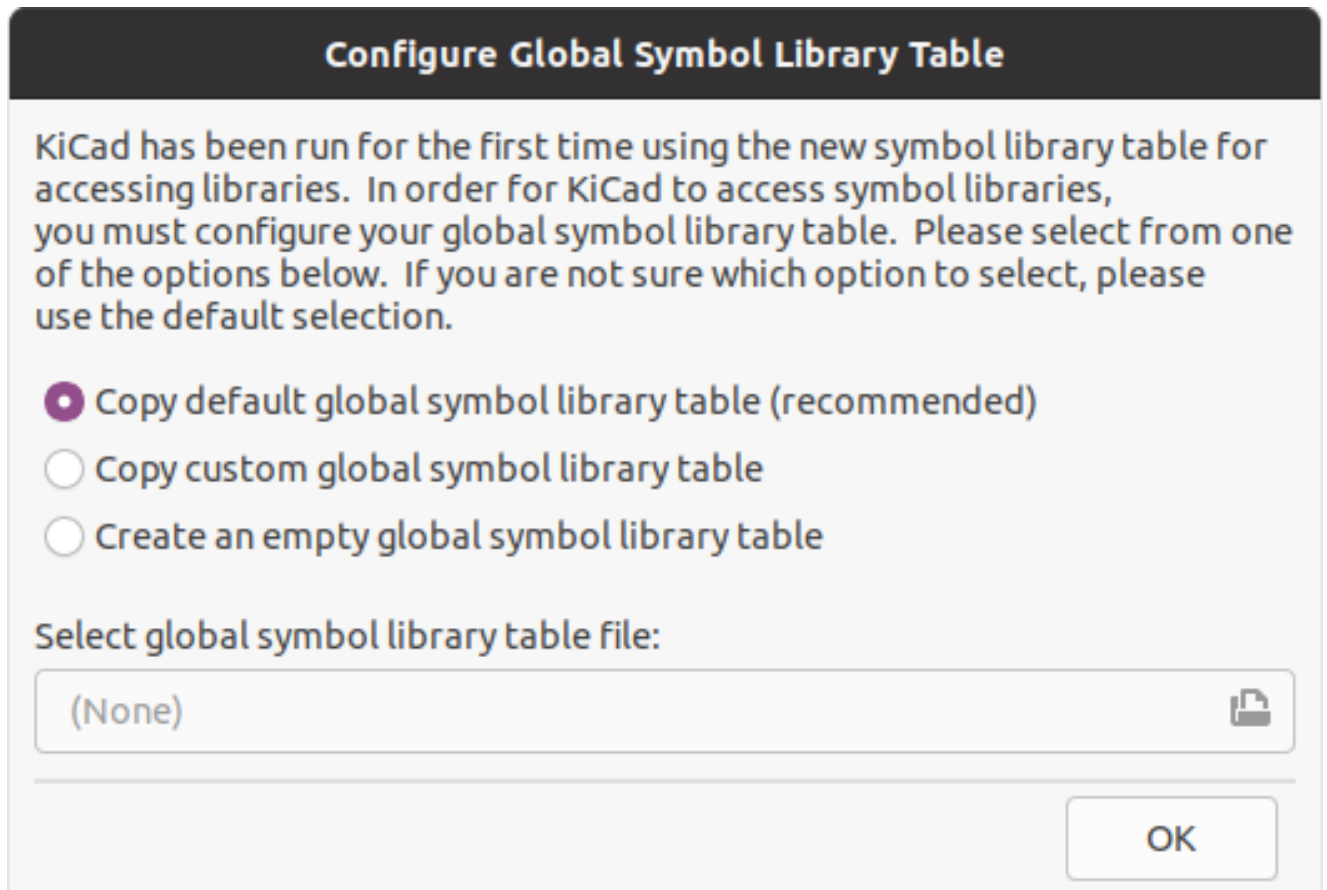 Configure Global Symbol Library Table
KiCad has been run for the first time using the new symbol library table for
accessing libraries.  In order for KiCad to access symbol libraries,
you must configure your global symbol library table.  Please select from one
of the options below.  If you are not sure which option to select, please
use the default selection.
Copy default global symbol library table (recommended)
Copy custom global symbol library table
Create an empty global symbol library table
Select global symbol library table file:
(None)
OK